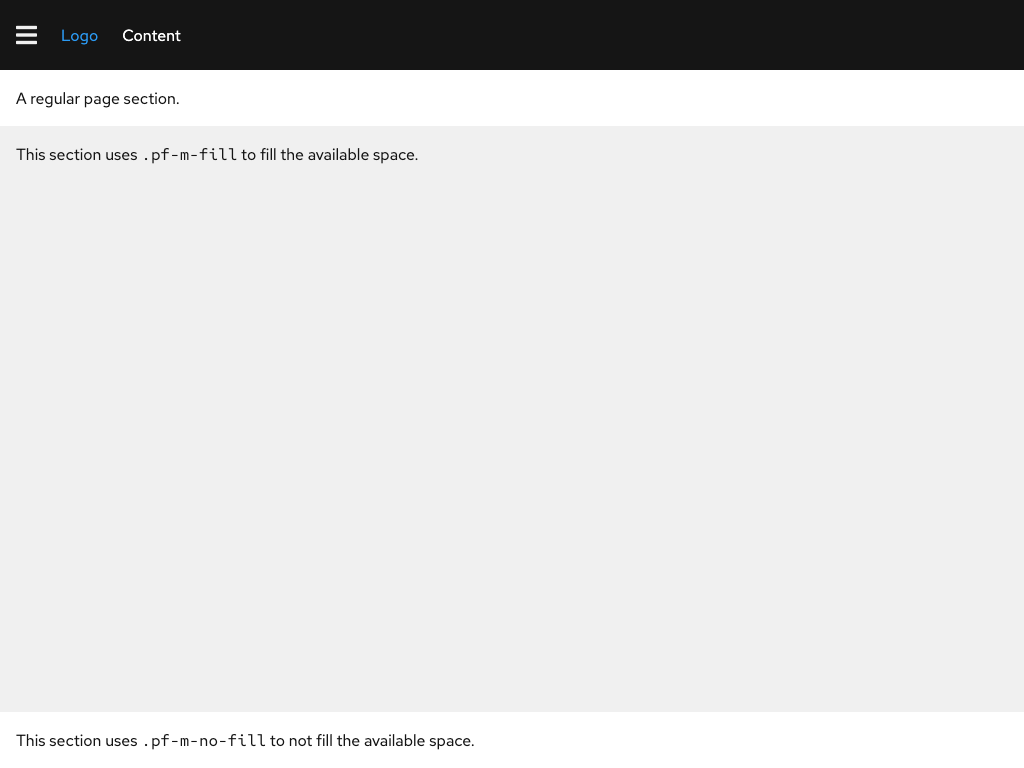 Logo Content
A regular page section.
This section uses .pf-m-fill to fill the available space.
This section uses .pf-m-no-fill to not fill the available space.